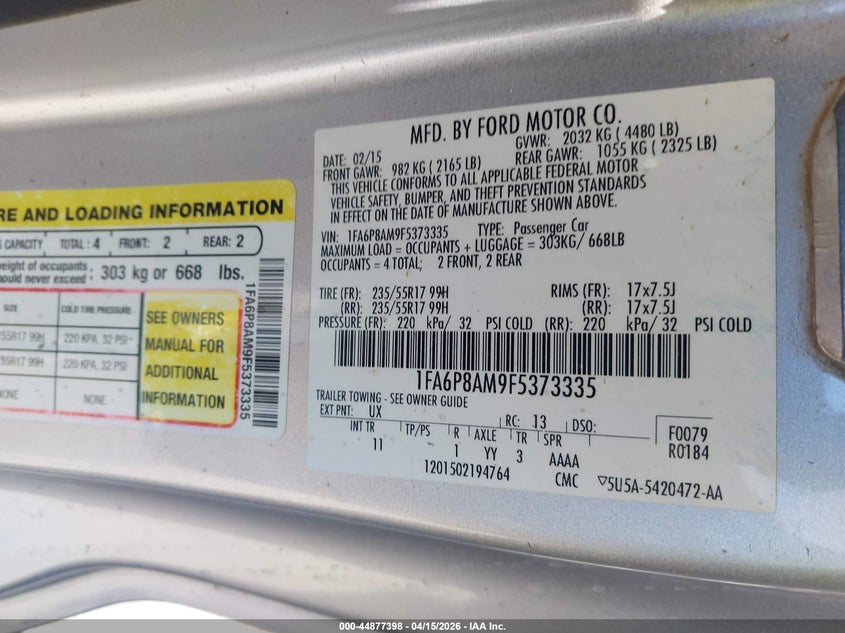 RE AND LOADING INFORMATION
CAPACITY TOTAL: 4 FRONT: 2 REAR: 2
weight of occupants
should never exceed : 303 kg or 668 lbs.
SIZE COLD TIRE PRESSURE
55R17 99H 220 KPA, 32 PSI
55R17 99H 220 KPA, 32 PSI
NONE
SEE OWNERS
MANUAL FOR
ADDITIONAL
INFORMATION
1FA6P8AM9F5373335
MFD. BY FORD MOTOR CO.
DATE: 02/15 GVWR: 2032 KG ( 4480 LB)
FRONT GAWR: 982 KG ( 2165 LB) REAR GAWR: 1055 KG ( 2325 LB)
THIS VEHICLE CONFORMS TO ALL APPLICABLE FEDERAL MOTOR
VEHICLE SAFETY, BUMPER, AND THEFT PREVENTION STANDARDS
IN EFFECT ON THE DATE OF MANUFACTURE SHOWN ABOVE.
VIN: 1FA6P8AM9F5373335 TYPE: Passenger Car
MAXIMUM LOAD = OCCUPANTS + LUGGAGE = 303KG/ 668LB
OCCUPANTS = 4 TOTAL; 2 FRONT, 2 REAR
TIRE (FR): 235/55R17 99H RIMS (FR): 17x7.5J
(RR): 235/55R17 99H (RR): 17x7.5J
PRESSURE (FR): 220 kPa/ 32 PSI COLD (RR): 220 kPa/ 32 PSI COLD
1FA6P8AM9F5373335
TRAILER TOWING - SEE OWNER GUIDE
EXT PNT: UX RC: 13 DSO:
INT TR TP/PS R AXLE TR SPR F0079
11 1 YY 3 AAAA R0184
1201502194764 CMC ▽5U5A-5420472-AA
000-44877398 - 04/15/2026 - IAA Inc.